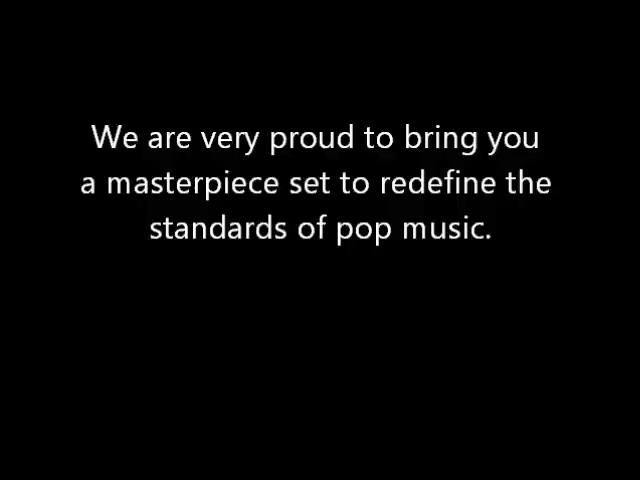 We are very proud to bring you
a masterpiece set to redefine the
standards of pop music.